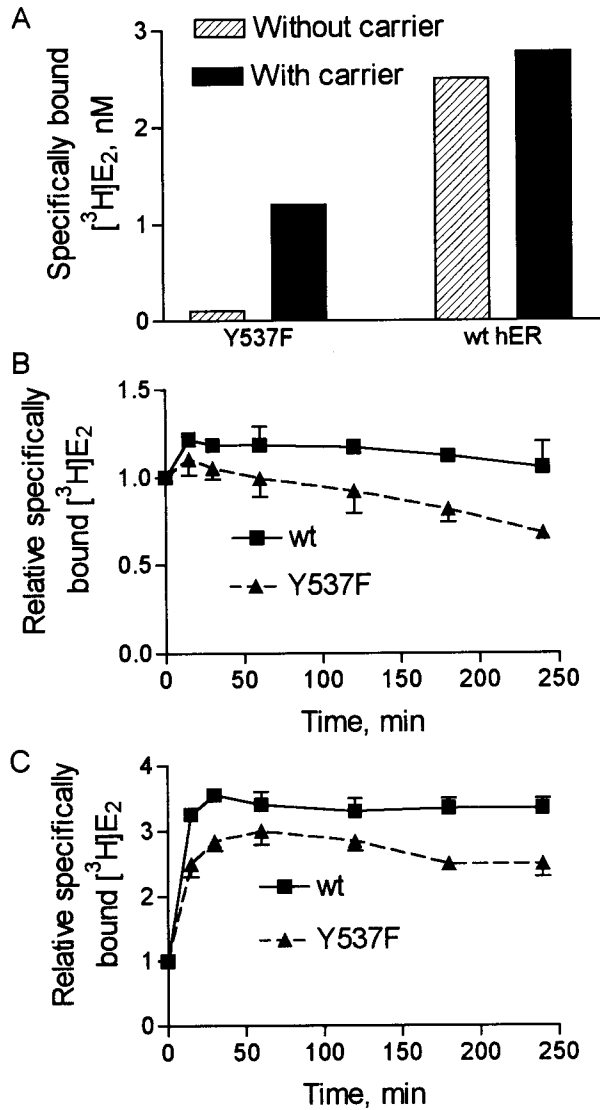 A
Without carrier
With carrier
Specifically bound
[³H]E₂, nM
3
2
1
0
Y537F
wt hER
B
Relative specifically
bound [³H]E₂
1.5
1.0
0.5
0.0
wt
Y537F
0 50 100 150 200 250
Time, min
C
Relative specifically
bound [³H]E₂
4
3
2
1
0
wt
Y537F
0 50 100 150 200 250
Time, min